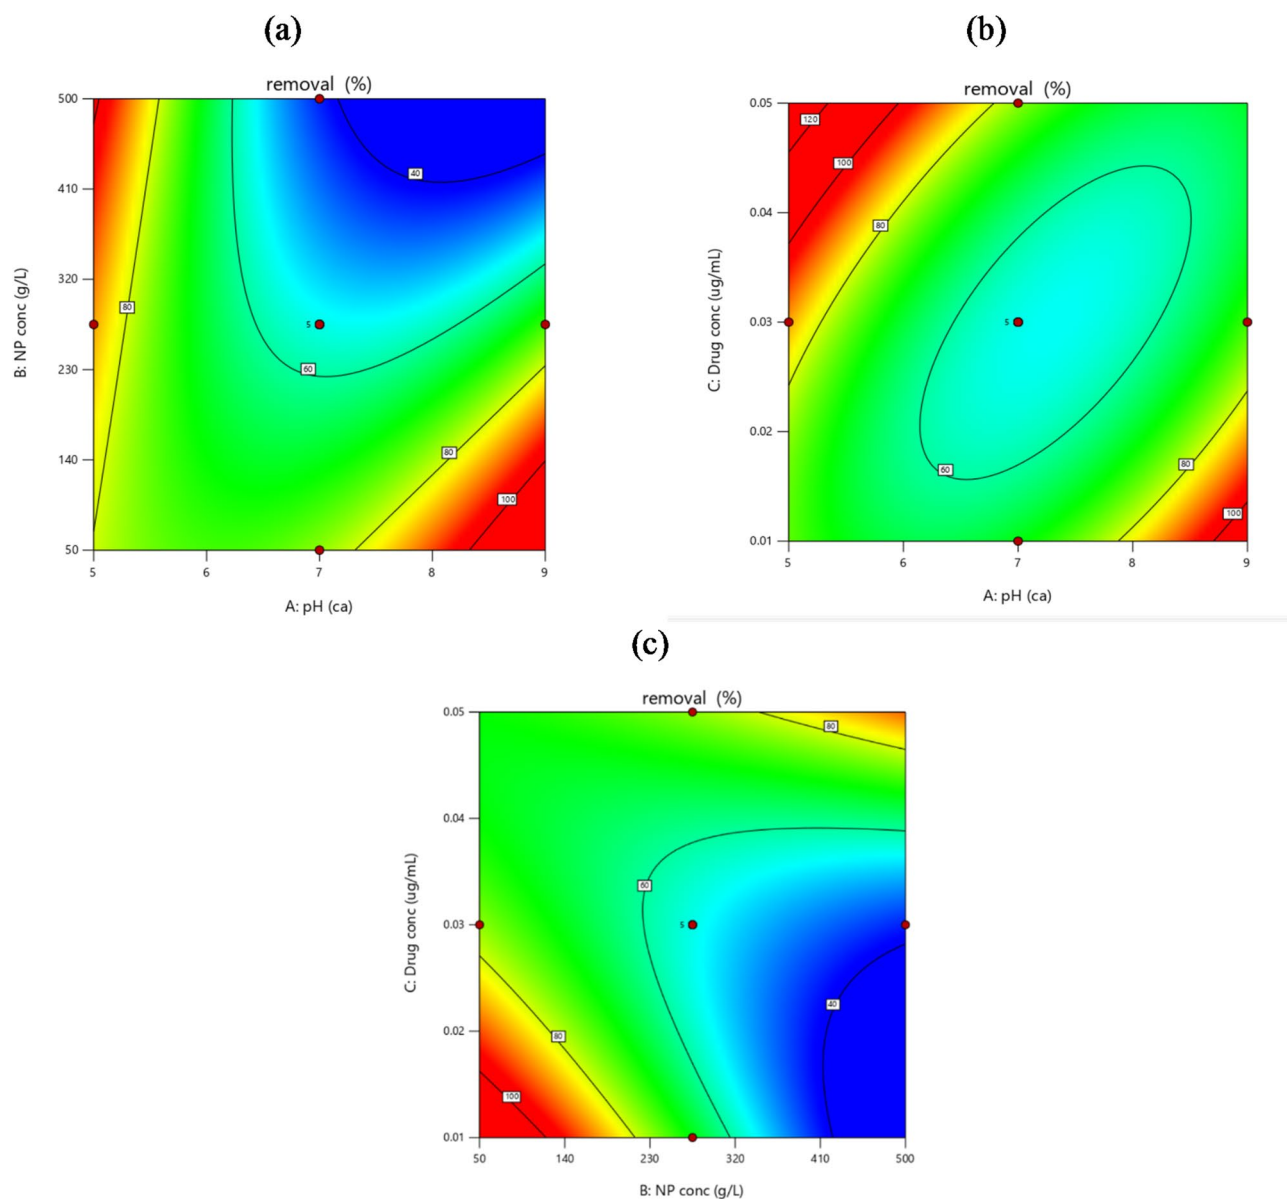 (a)
removal (%)
500
410
320
230
140
50
B: NP conc (g/L)
80
40
5
60
80
100
5 6 7 8 9
A: pH (ca)
(b)
removal (%)
0.05
0.04
0.03
0.02
0.01
C: Drug conc (ug/mL)
120
100
80
5
60
80
100
5 6 7 8 9
A: pH (ca)
(c)
removal (%)
0.05
0.04
0.03
0.02
0.01
C: Drug conc (ug/mL)
80
60
5
40
80
100
50 140 230 320 410 500
B: NP conc (g/L)